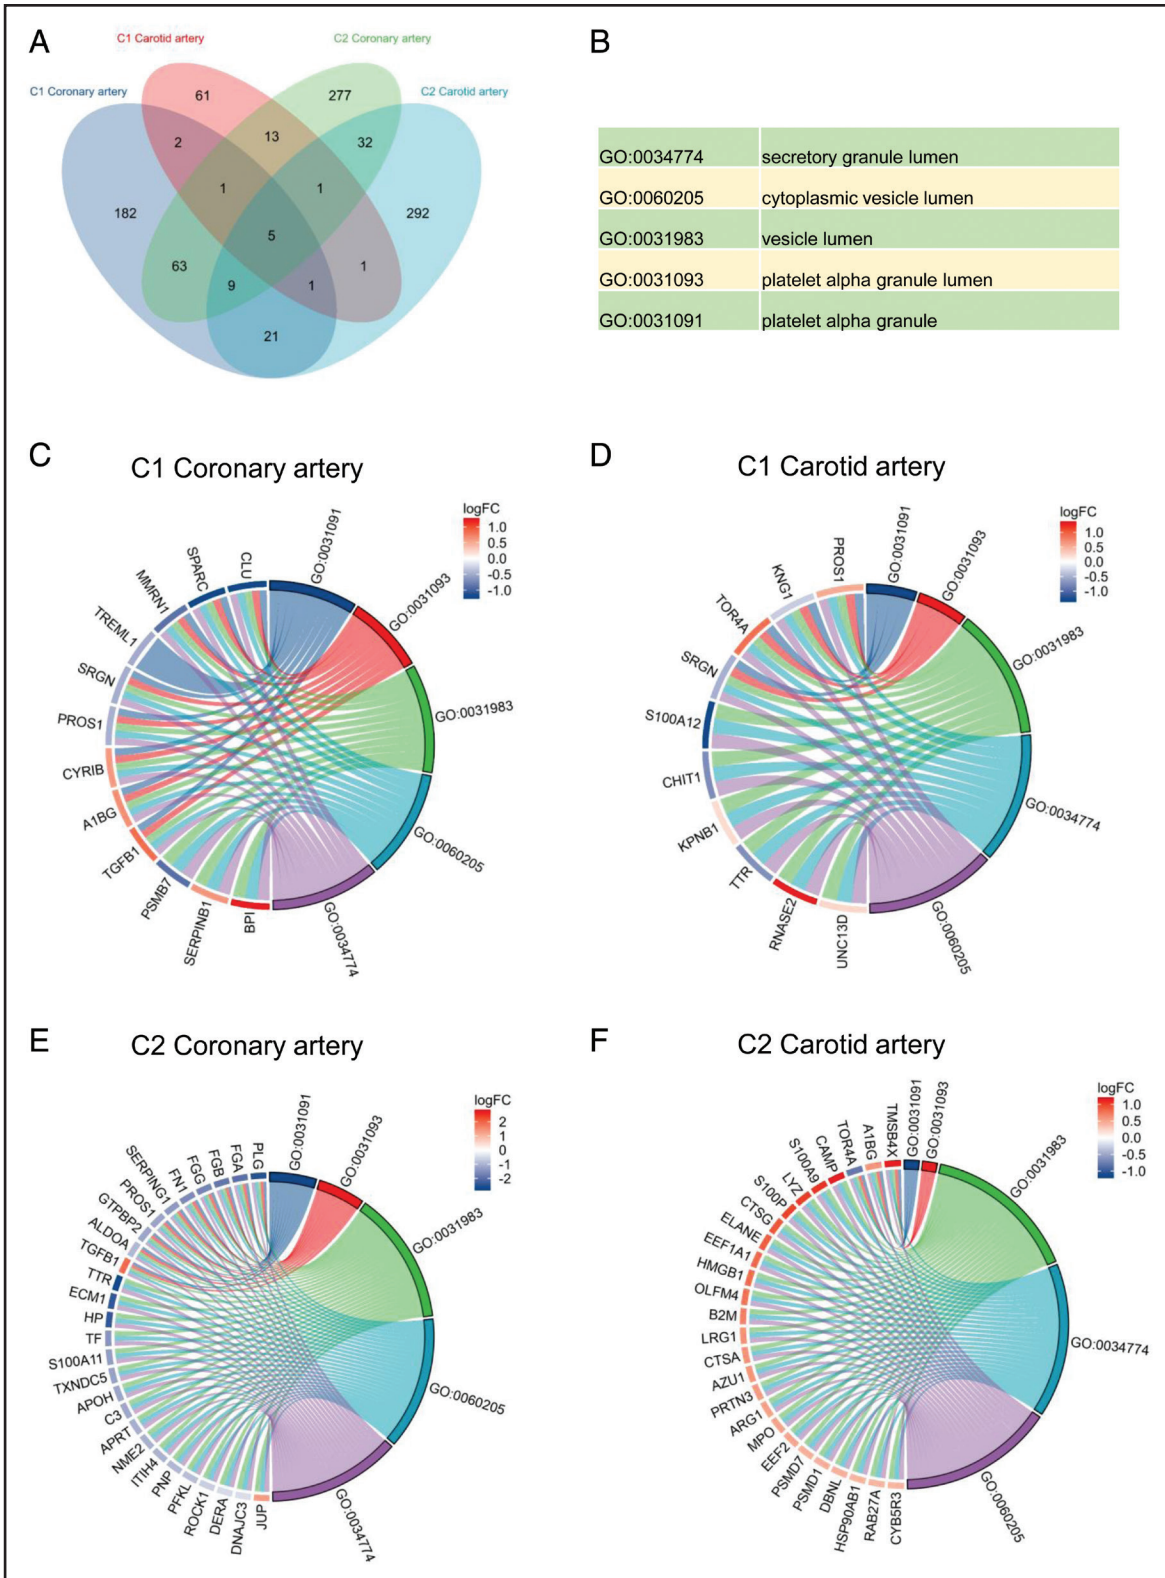 A
C1 Carotid artery
C2 Coronary artery
C1 Coronary artery
C2 Carotid artery
61
277
2
13
32
1
1
182
292
5
63
1
9
1
21
B
GO:0034774 secretory granule lumen
GO:0060205 cytoplasmic vesicle lumen
GO:0031983 vesicle lumen
GO:0031093 platelet alpha granule lumen
GO:0031091 platelet alpha granule
C
C1 Coronary artery
logFC
1.0
0.5
0.0
-0.5
-1.0
GO:0031091
GO:0031093
GO:0031983
GO:0060205
GO:0034774
CLU
SPARC
MMRN1
TREML1
SRGN
PROS1
CYRIB
A1BG
TGFB1
PSMB7
SERPINB1
BPI
D
C1 Carotid artery
logFC
1.0
0.5
0.0
-0.5
-1.0
GO:0031091
GO:0031093
GO:0031983
GO:0034774
GO:0060205
PROS1
KNG1
TOR4A
SRGN
S100A12
CHIT1
KPNB1
TTR
RNASE2
UNC13D
E
C2 Coronary artery
logFC
2
1
0
-1
-2
GO:0031091
GO:0031093
GO:0031983
GO:0060205
GO:0034774
PLG
FGA
FGB
FGG
FN1
SERPING1
PROS1
GTPBP2
ALDOA
TGFB1
TTR
ECM1
HP
TF
S100A11
TXNDC5
APOH
C3
APRT
NME2
ITIH4
PNP
PFKL
ROCK1
DERA
DNAJC3
JUP
F
C2 Carotid artery
logFC
1.0
0.5
0.0
-0.5
-1.0
GO:0031091
GO:0031093
GO:0031983
GO:0034774
GO:0060205
TMSB4X
A1BG
TOR4A
CAMP
S100A9
LYZ
S100P
CTSG
ELANE
EEF1A1
HMGB1
OLFM4
B2M
LRG1
CTSA
AZU1
PRTN3
ARG1
MPO
EEF2
PSMD7
PSMD1
DBNL
HSP90AB1
RAB27A
CYB5R3